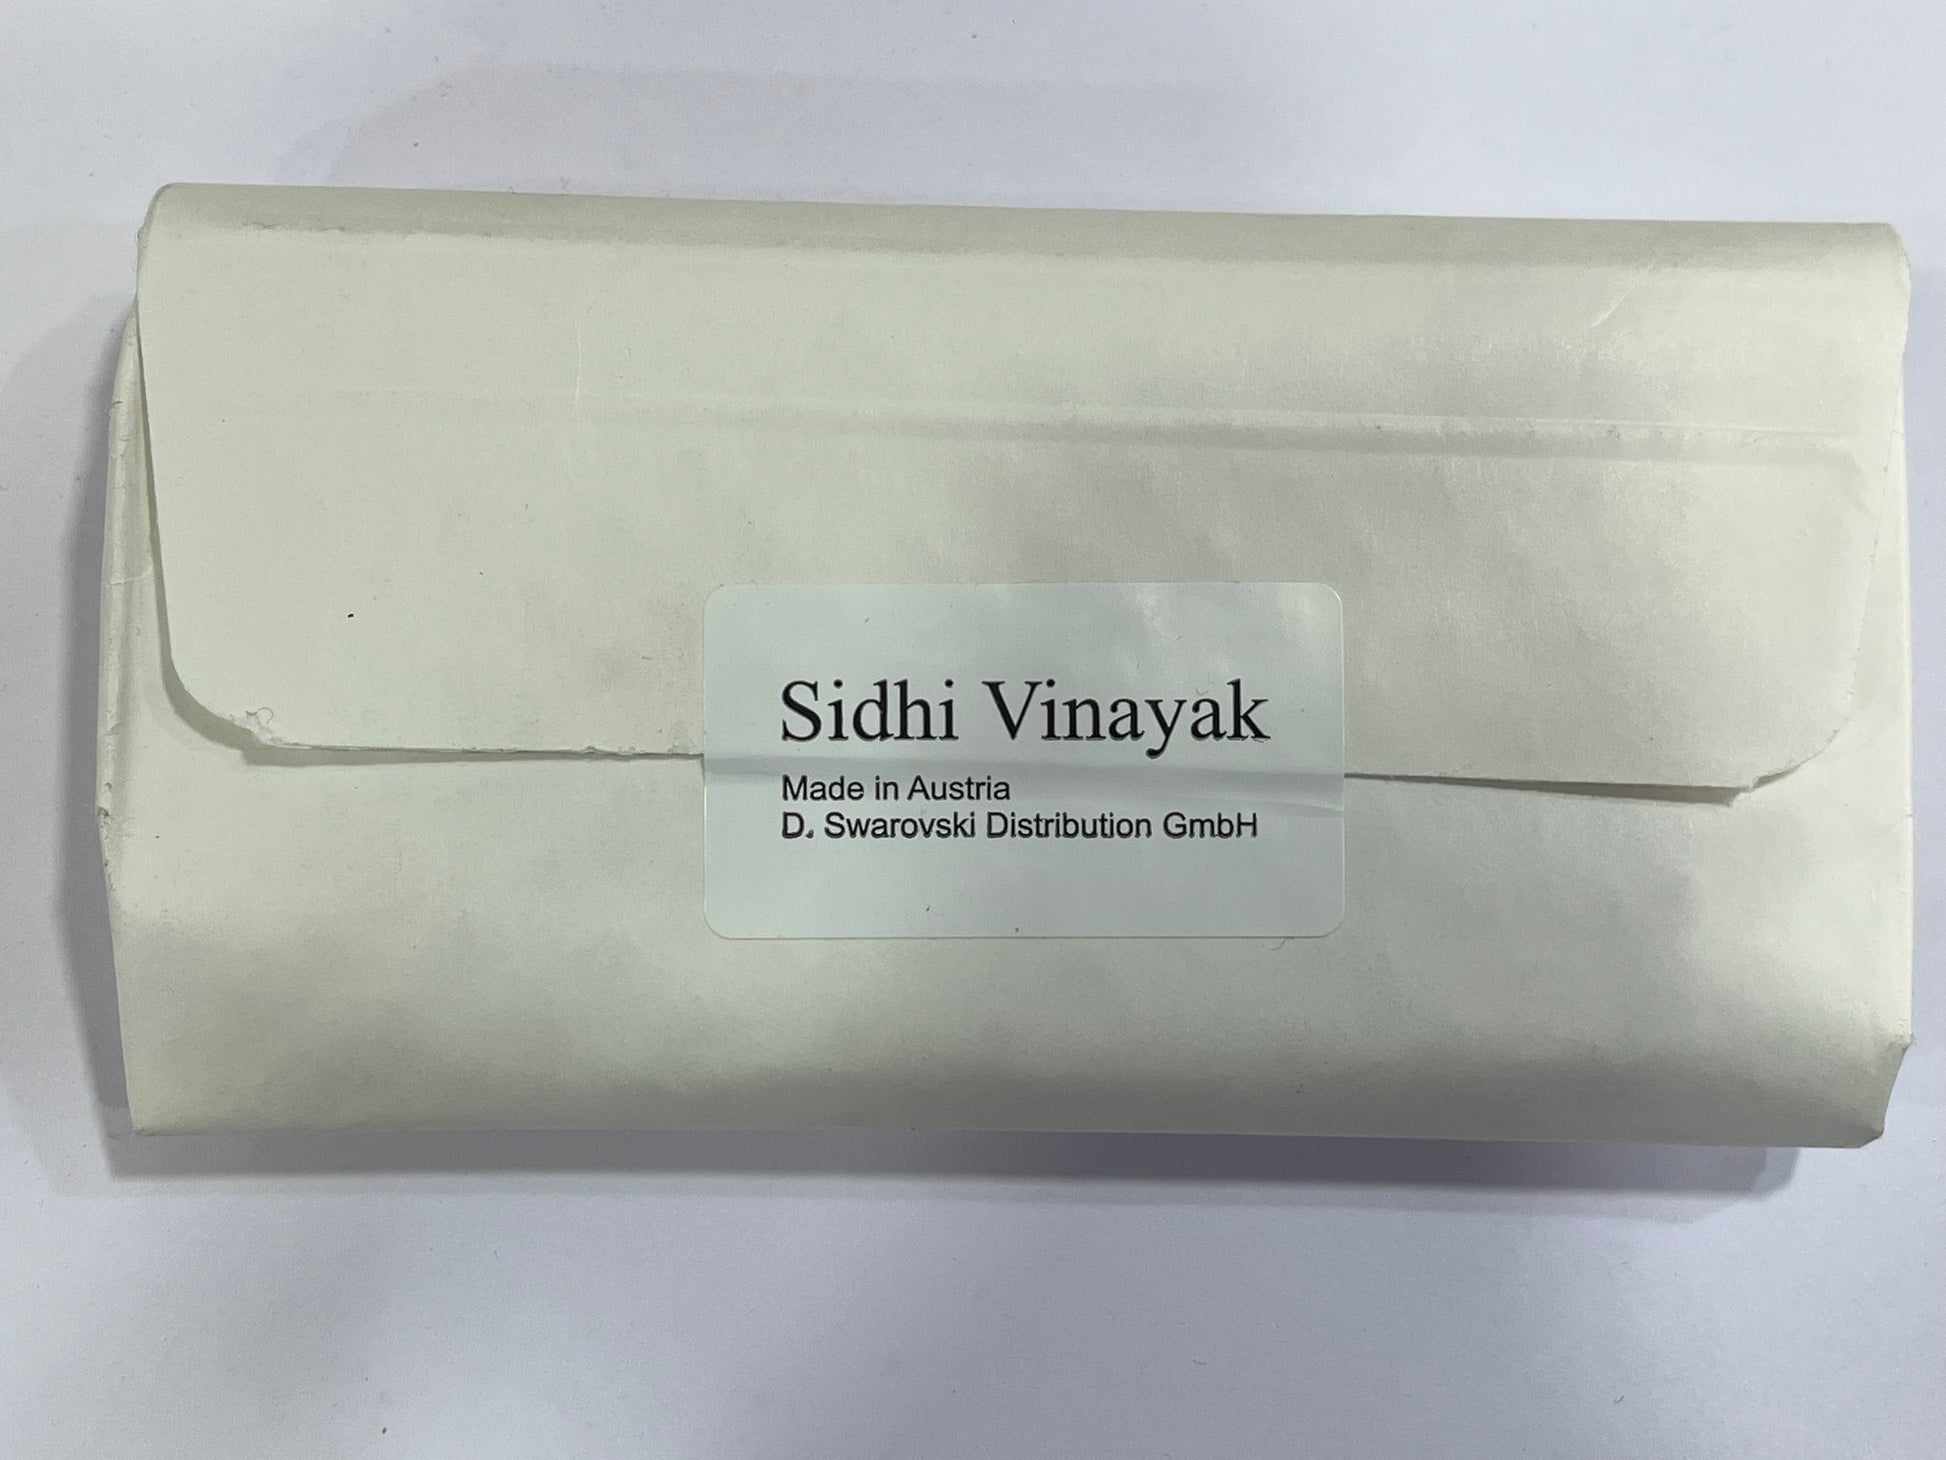 Sidhi Vinayak
Made in Austria
D. Swarovski Distribution GmbH